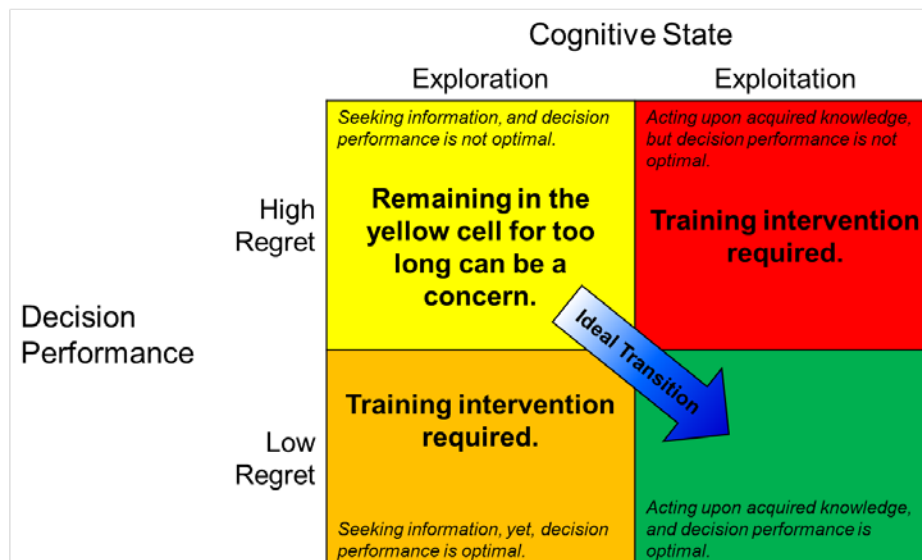 Cognitive State
Exploration
Exploitation
Seeking information, and decision
performance is not optimal.
Remaining in the
yellow cell for too
long can be a
concern.
Acting upon acquired knowledge,
but decision performance is not
optimal.
Training intervention
required.
High
Regret
Decision
Performance
Ideal Transition
Low
Regret
Training intervention
required.
Seeking information, yet, decision
performance is optimal.
Acting upon acquired knowledge,
and decision performance is
optimal.